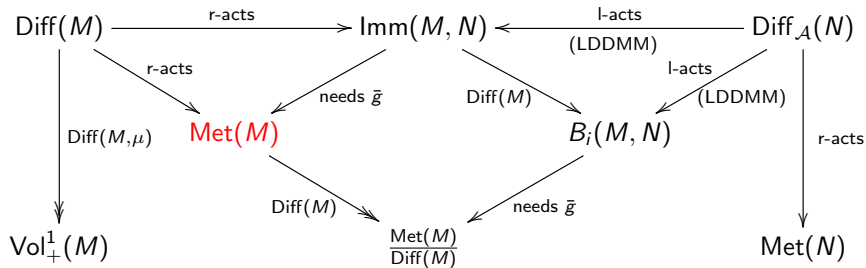 r-acts l-acts
Diff(M) Imm(M, N) Diff_𝒜(N)
(LDDMM)
r-acts l-acts
needs ḡ Diff(M) (LDDMM)
Diff(M,μ) Met(M) B_i(M, N) r-acts
Diff(M) needs ḡ
Vol^1_+(M) Met(M)/Diff(M) Met(N)